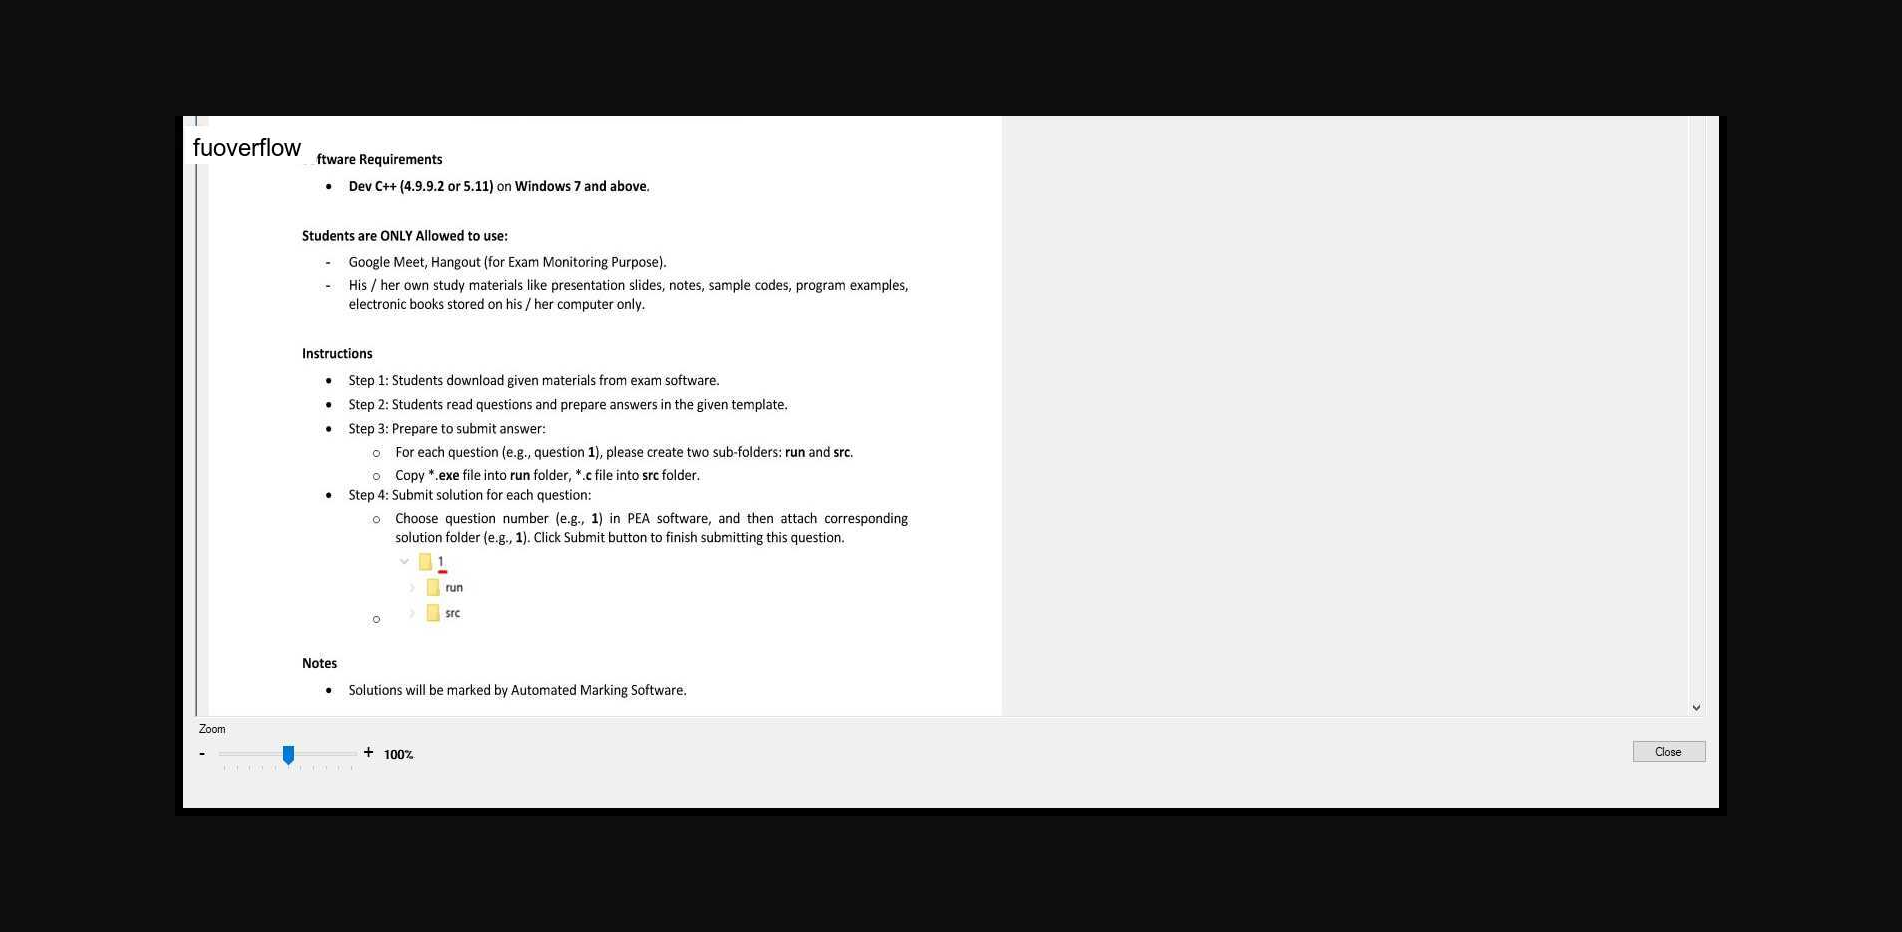 fuoverflow
ftware Requirements
• Dev C++ (4.9.9.2 or 5.11) on Windows 7 and above.
Students are ONLY Allowed to use:
- Google Meet, Hangout (for Exam Monitoring Purpose).
- His / her own study materials like presentation slides, notes, sample codes, program examples,
electronic books stored on his / her computer only.
Instructions
• Step 1: Students download given materials from exam software.
• Step 2: Students read questions and prepare answers in the given template.
• Step 3: Prepare to submit answer:
o For each question (e.g., question 1), please create two sub-folders: run and src.
o Copy *.exe file into run folder, *.c file into src folder.
• Step 4: Submit solution for each question:
o Choose question number (e.g., 1) in PEA software, and then attach corresponding
solution folder (e.g., 1). Click Submit button to finish submitting this question.
1
run
o src
Notes
• Solutions will be marked by Automated Marking Software.
Zoom
- + 100%
Close